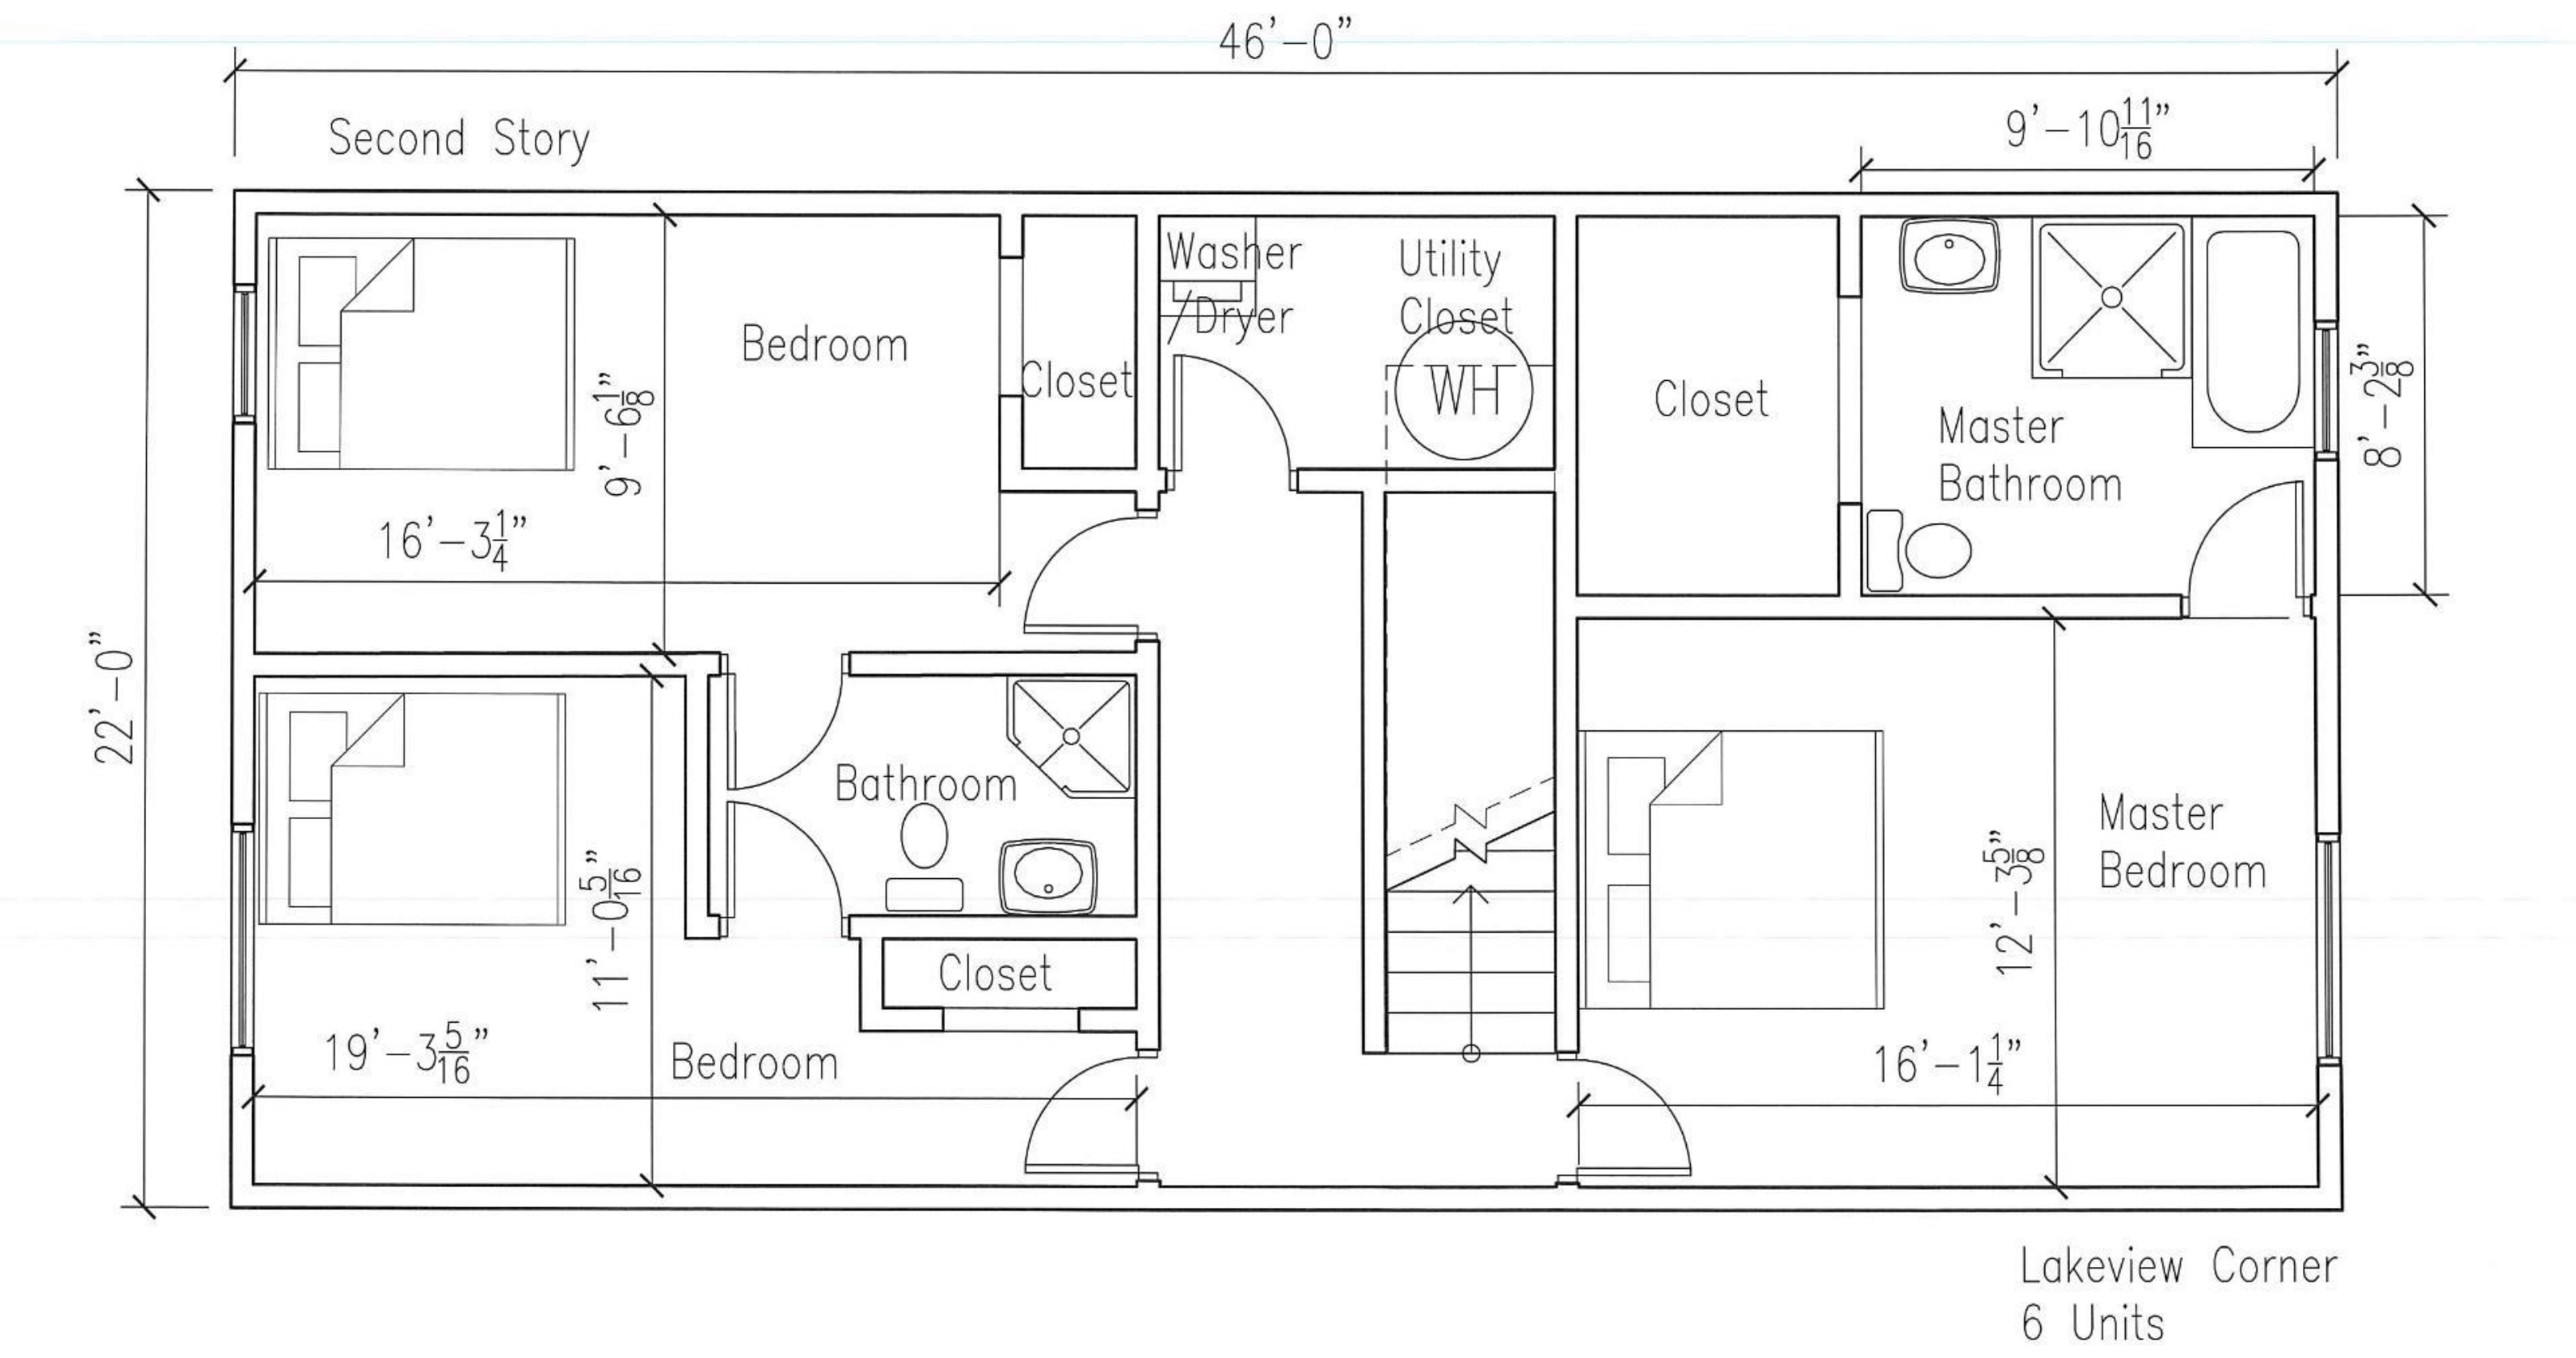 46'-0"
9'-10 11/16"
Second Story
Washer
/Dryer
Utility
Closet
WH
Bedroom
Closet
Closet
Master
Bathroom
9'-6 1/8"
8'-2 3/8"
16'-3 1/4"
22'-0"
Bathroom
Master
Bedroom
11'-0 5/16"
12'-3 5/8"
Closet
19'-3 5/16"
Bedroom
16'-1 1/4"
Lakeview Corner
6 Units